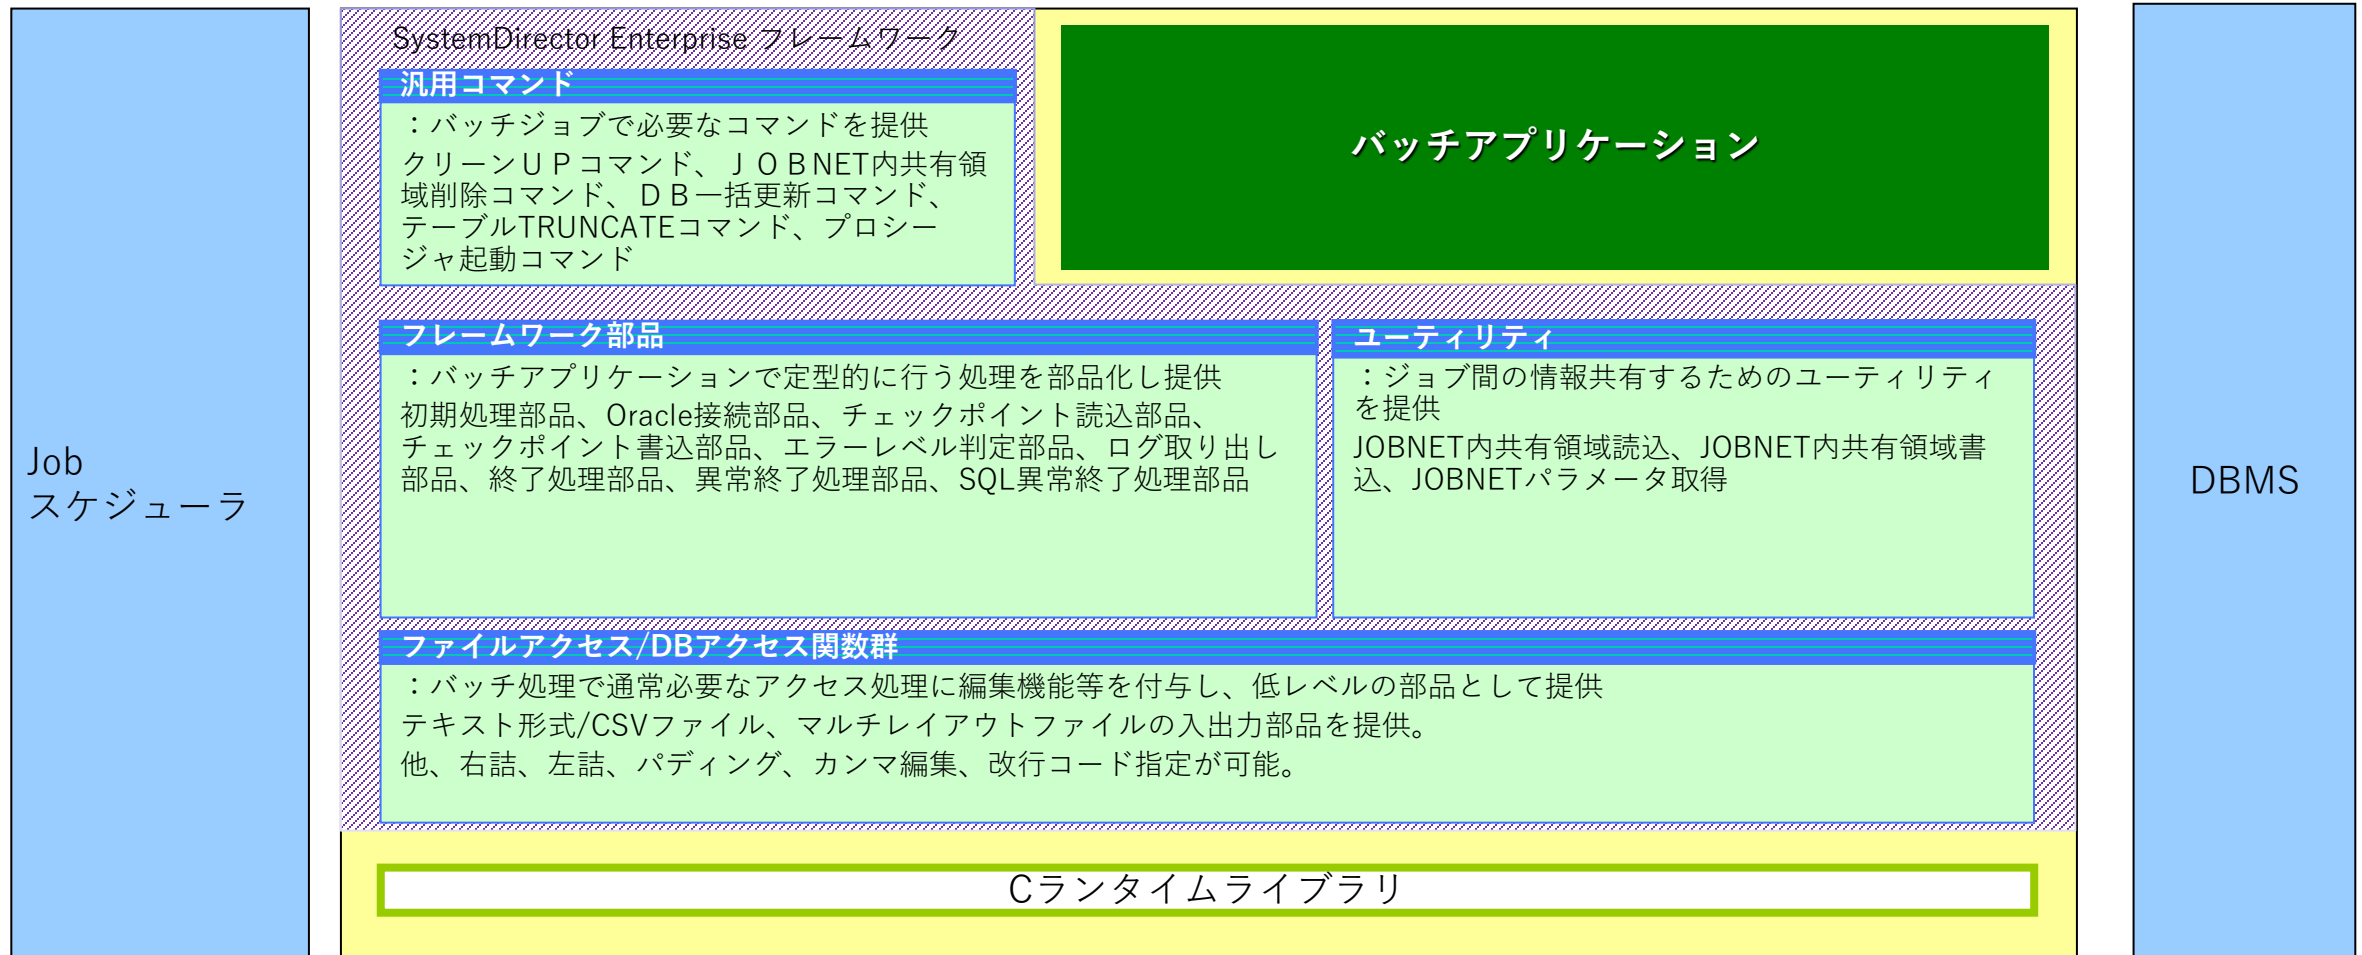 SystemDirector Enterprise フレームワーク
汎用コマンド
：バッチジョブで必要なコマンドを提供
クリーンＵＰコマンド、ＪＯＢNET内共有領
域削除コマンド、ＤＢ一括更新コマンド、
テーブルTRUNCATEコマンド、プロシー
ジャ起動コマンド
バッチアプリケーション
フレームワーク部品
：バッチアプリケーションで定型的に行う処理を部品化し提供
初期処理部品、Oracle接続部品、チェックポイント読込部品、
チェックポイント書込部品、エラーレベル判定部品、ログ取り出し
部品、終了処理部品、異常終了処理部品、SQL異常終了処理部品
ユーティリティ
：ジョブ間の情報共有するためのユーティリティ
を提供
JOBNET内共有領域読込、JOBNET内共有領域書
込、JOBNETパラメータ取得
Job
スケジューラ
DBMS
ファイルアクセス/DBアクセス関数群
：バッチ処理で通常必要なアクセス処理に編集機能等を付与し、低レベルの部品として提供
テキスト形式/CSVファイル、マルチレイアウトファイルの入出力部品を提供。
他、右詰、左詰、パディング、カンマ編集、改行コード指定が可能。
Cランタイムライブラリ